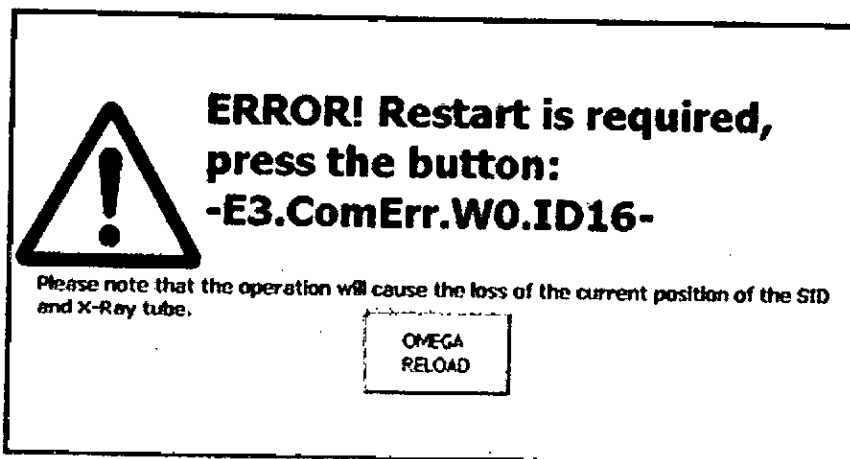 ERROR! Restart is required,
press the button:
-E3.ComErr.W0.ID16-
Please note that the operation will cause the loss of the current position of the SID
and X-Ray tube.
OMEGA
RELOAD